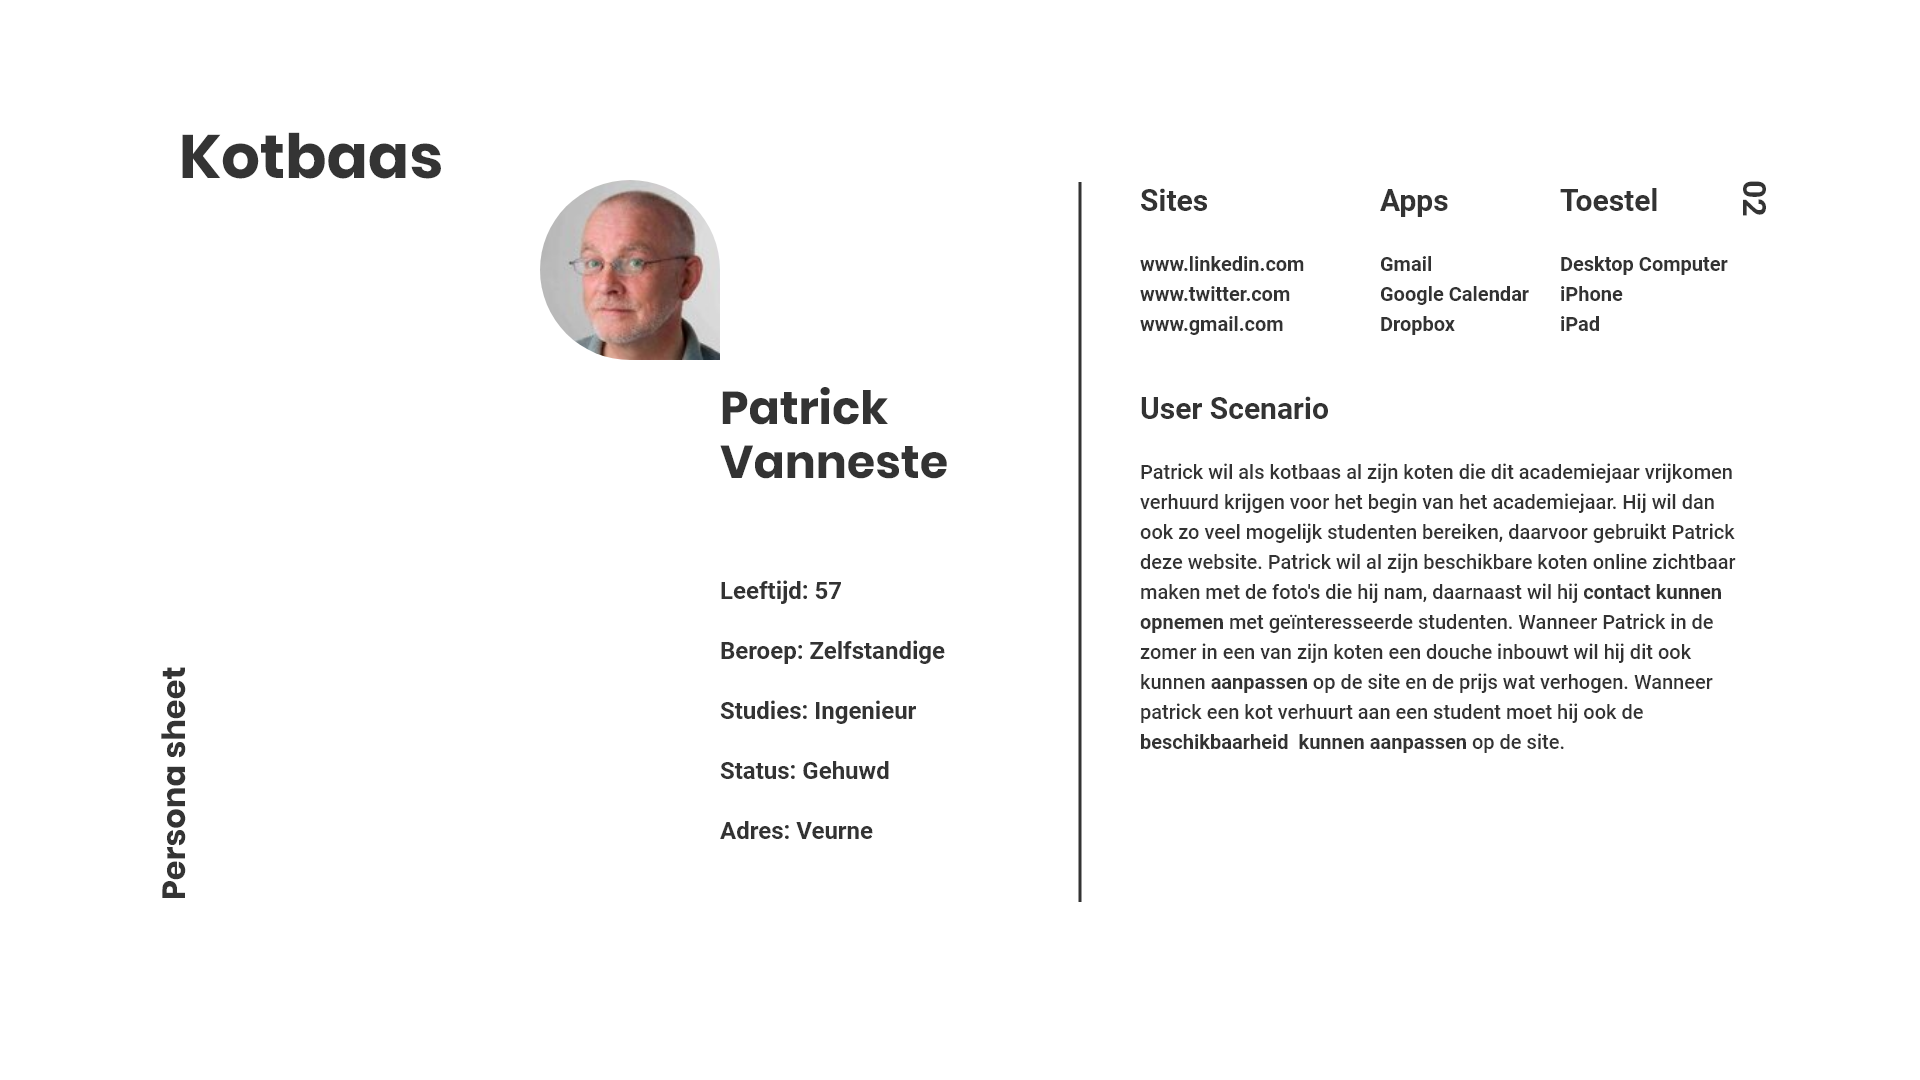 Kotbaas
Persona sheet
Patrick
Vanneste
Leeftijd: 57
Beroep: Zelfstandige
Studies: Ingenieur
Status: Gehuwd
Adres: Veurne
Sites
www.linkedin.com
www.twitter.com
www.gmail.com
Apps
Gmail
Google Calendar
Dropbox
Toestel
Desktop Computer
iPhone
iPad
02
User Scenario
Patrick wil als kotbaas al zijn koten die dit academiejaar vrijkomen
verhuurd krijgen voor het begin van het academiejaar. Hij wil dan
ook zo veel mogelijk studenten bereiken, daarvoor gebruikt Patrick
deze website. Patrick wil al zijn beschikbare koten online zichtbaar
maken met de foto's die hij nam, daarnaast wil hij contact kunnen
opnemen met geïnteresseerde studenten. Wanneer Patrick in de
zomer in een van zijn koten een douche inbouwt wil hij dit ook
kunnen aanpassen op de site en de prijs wat verhogen. Wanneer
patrick een kot verhuurt aan een student moet hij ook de
beschikbaarheid  kunnen aanpassen op de site.